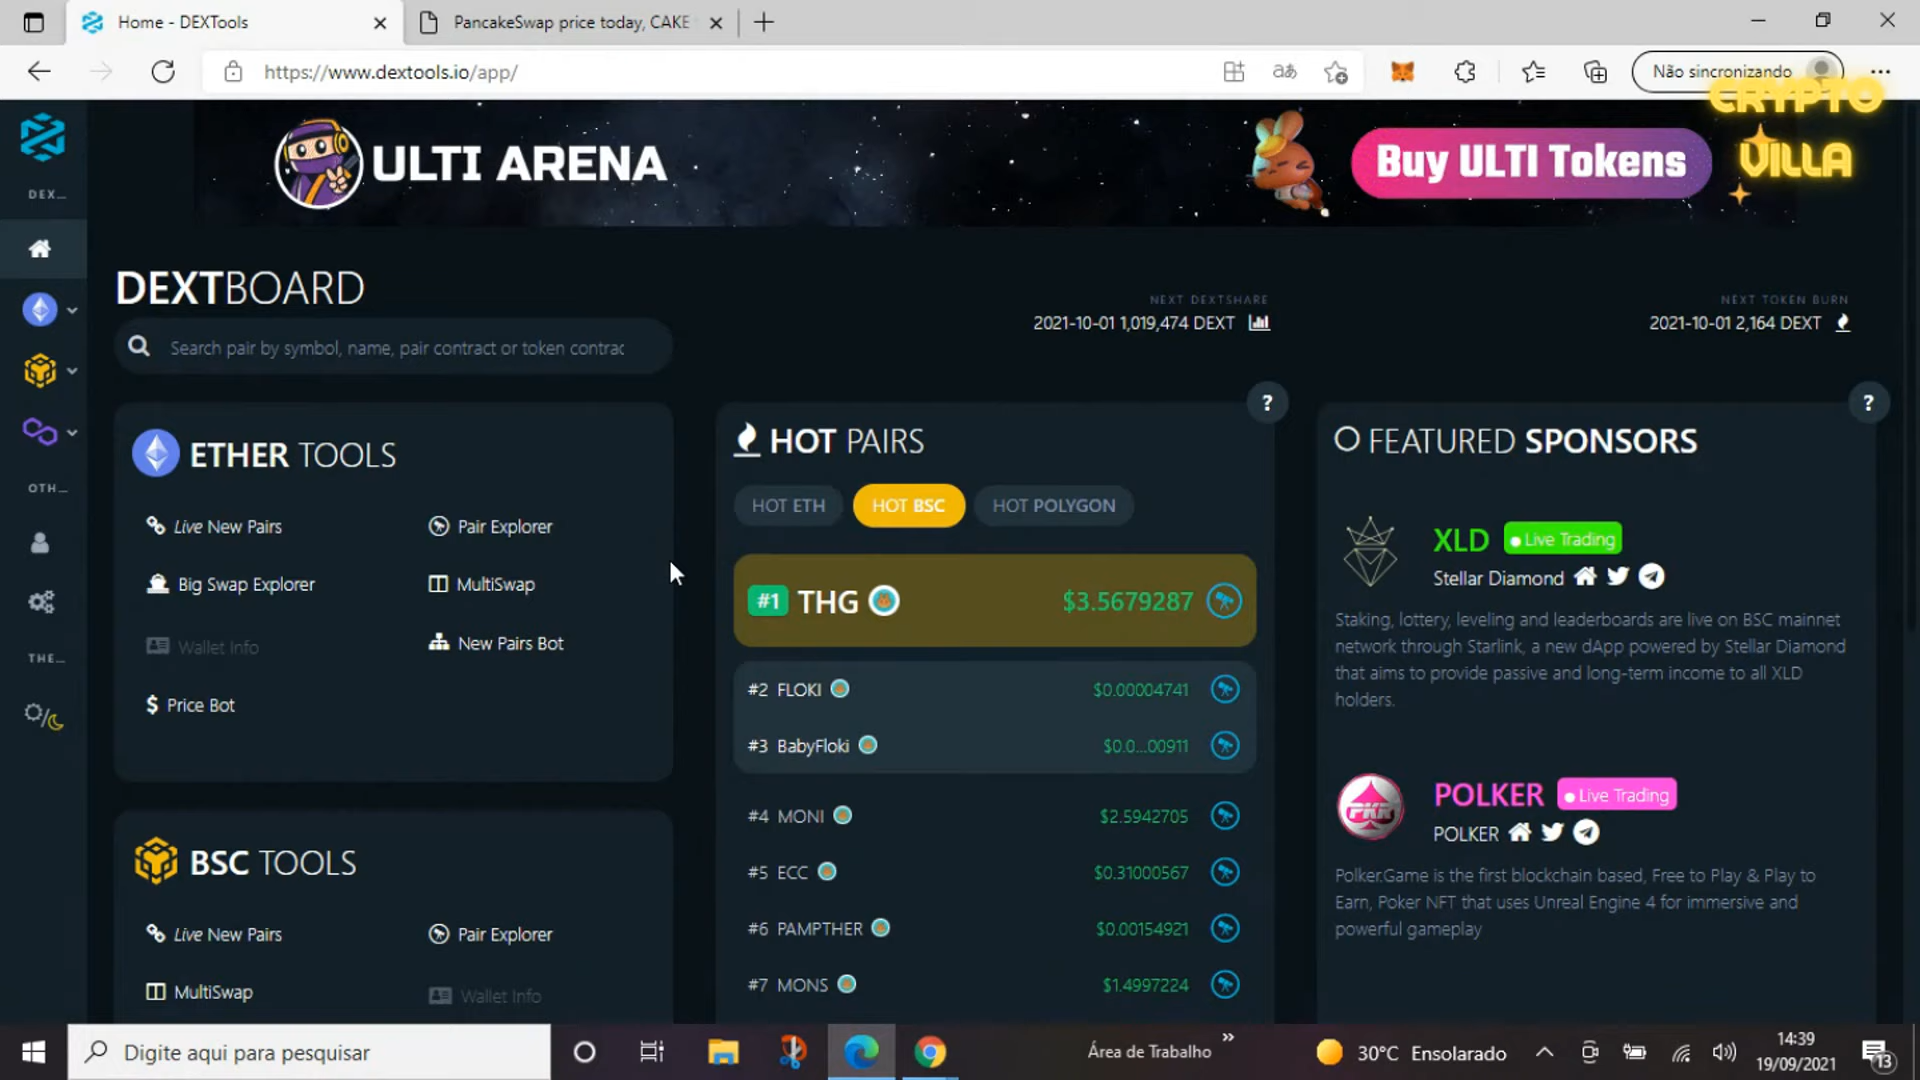 Home - DEXTools
PancakeSwap price today, CAKE
https://www.dextools.io/app/
aあ
Não sincronizando
CRYPTO
VILLA
ULTI ARENA
Buy ULTI Tokens
DEX...
DEXTBOARD
NEXT DEXTSHARE
2021-10-01 1,019,474 DEXT
NEXT TOKEN BURN
2021-10-01 2,164 DEXT
Search pair by symbol, name, pair contract or token contrac
?
?
ETHER TOOLS
Live New Pairs
Pair Explorer
Big Swap Explorer
MultiSwap
Wallet Info
New Pairs Bot
Price Bot
OTH...
THE...
BSC TOOLS
Live New Pairs
Pair Explorer
MultiSwap
Wallet Info
HOT PAIRS
HOT ETH
HOT BSC
HOT POLYGON
#1 THG $3.5679287
#2 FLOKI $0.00004741
#3 BabyFloki $0.0...00911
#4 MONI $2.5942705
#5 ECC $0.31000567
#6 PAMPTHER $0.00154921
#7 MONS $1.4997224
FEATURED SPONSORS
XLD Live Trading
Stellar Diamond
Staking, lottery, leveling and leaderboards are live on BSC mainnet
network through Starlink, a new dApp powered by Stellar Diamond
that aims to provide passive and long-term income to all XLD
holders.
PKR
POLKER Live Trading
POLKER
Polker.Game is the first blockchain based, Free to Play & Play to
Earn, Poker NFT that uses Unreal Engine 4 for immersive and
powerful gameplay
Digite aqui para pesquisar
Área de Trabalho
30°C Ensolarado
14:39
19/09/2021
13